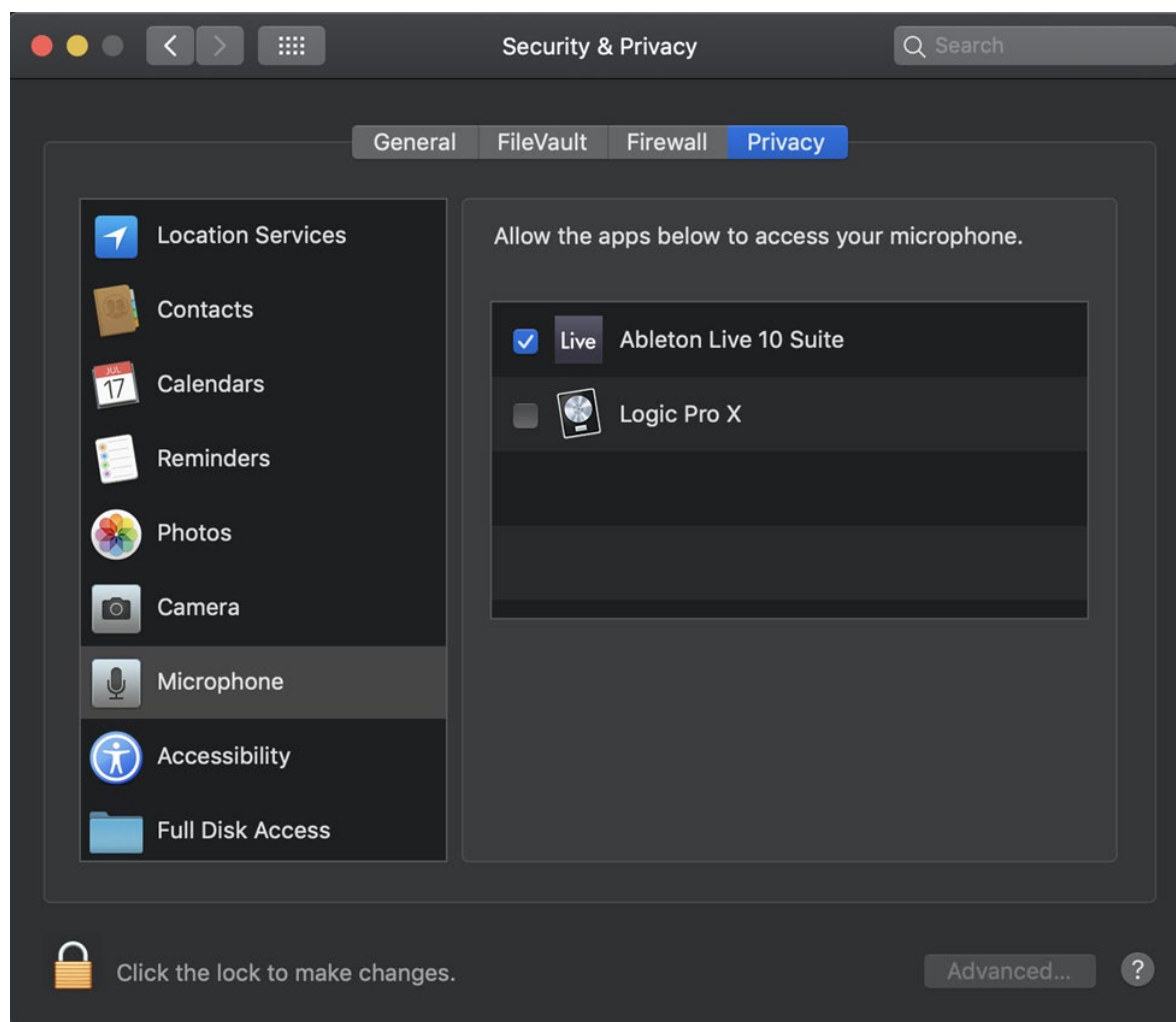 Security & Privacy
Search
General FileVault Firewall Privacy
Location Services
Contacts
JUL
17
Calendars
Reminders
Photos
Camera
Microphone
Accessibility
Full Disk Access
Allow the apps below to access your microphone.
Live Ableton Live 10 Suite
Logic Pro X
Click the lock to make changes.
Advanced...
?